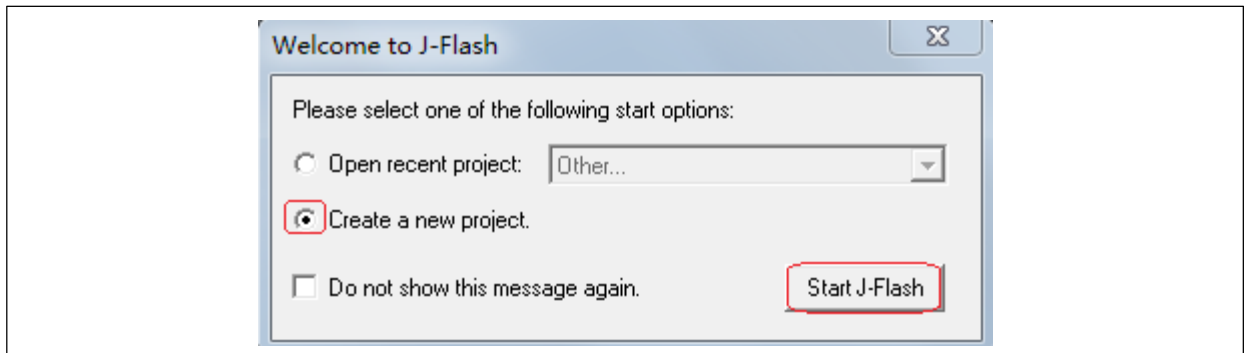 Welcome to J-Flash
Please select one of the following start options:
Open recent project: Other...
Create a new project.
Do not show this message again. Start J-Flash